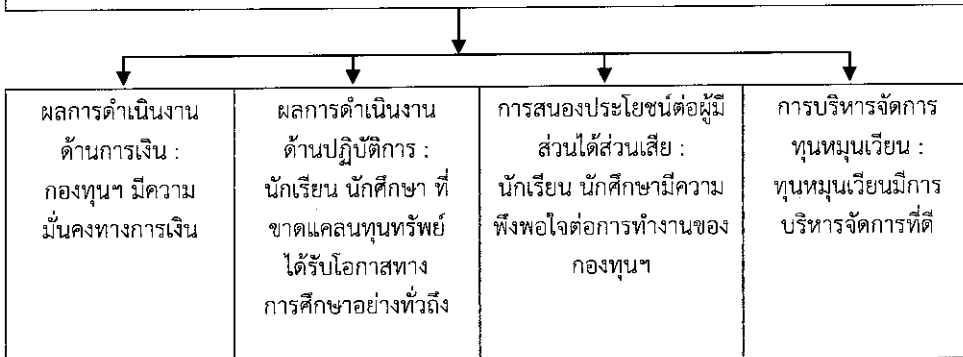 ผลการดำเนินงาน
ด้านการเงิน :
กองทุนฯ มีความ
มั่นคงทางการเงิน
ผลการดำเนินงาน
ด้านปฏิบัติการ :
นักเรียน นักศึกษา ที่
ขาดแคลนทุนทรัพย์
ได้รับโอกาสทาง
การศึกษาอย่างทั่วถึง
การสนองประโยชน์ต่อผู้มี
ส่วนได้ส่วนเสีย :
นักเรียน นักศึกษามีความ
พึงพอใจต่อการทำงานของ
กองทุนฯ
การบริหารจัดการ
ทุนหมุนเวียน :
ทุนหมุนเวียนมีการ
บริหารจัดการที่ดี